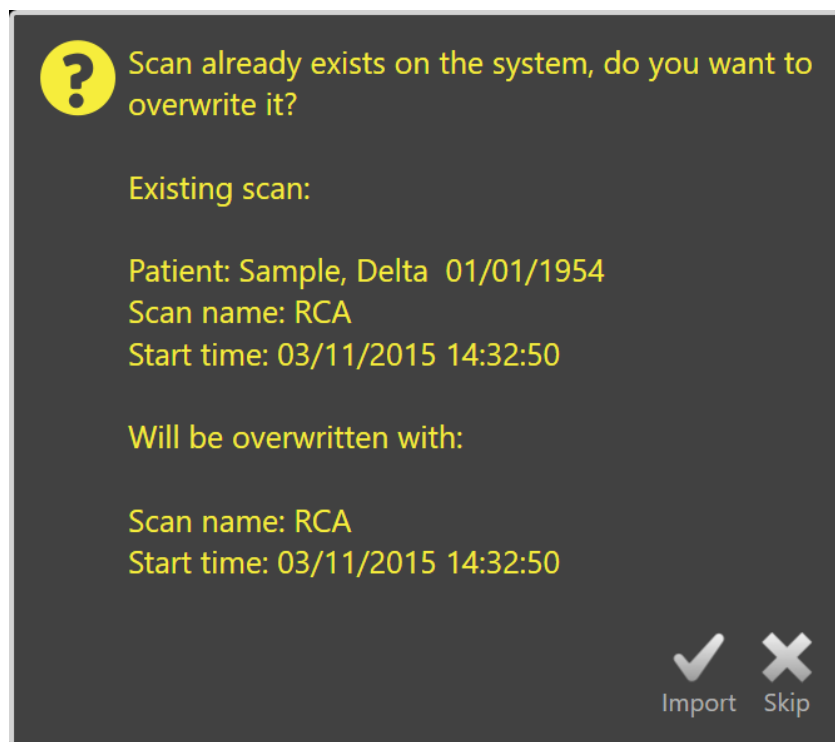 ?
Scan already exists on the system, do you want to
overwrite it?
Existing scan:
Patient: Sample, Delta 01/01/1954
Scan name: RCA
Start time: 03/11/2015 14:32:50
Will be overwritten with:
Scan name: RCA
Start time: 03/11/2015 14:32:50
Import Skip